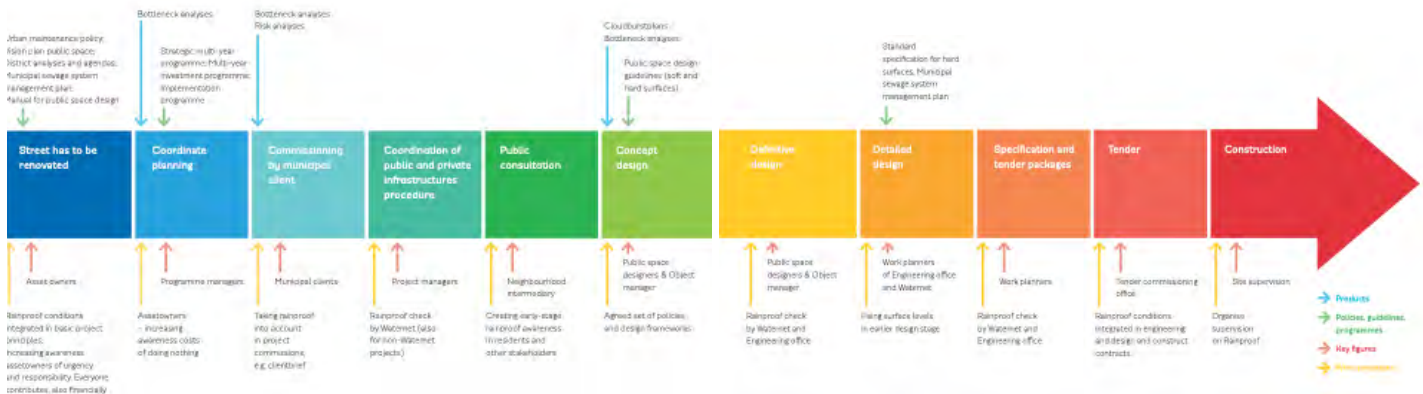 Urban maintenance policy;
Vision plan public space;
District analyses and agendas;
Municipal sewage system
management plan;
Manual for public space design
Bottleneck analyses
Strategic multi-year
programme; Multi-year
investment programme;
Implementation
programme
Bottleneck analyses
Risk analyses
Cloudburst plans
Bottleneck analyses
Public space design
guidelines (soft and
hard surfaces)
Standard
specification for hard
surfaces, Municipal
sewage system
management plan
Street has to be
renovated
Coordinate
planning
Commissioning
by municipal
client
Coordination of
public and private
infrastructures
procedure
Public
consultation
Concept
design
Definitive
design
Detailed
design
Specification and
tender packages
Tender
Construction
Asset owners
Programme managers
Municipal clients
Project managers
Neighbourhood
intermediary
Public space
designers & Object
manager
Public space
designers & Object
manager
Work planners
of Engineering office
and Waternet
Work planners
Tender commissioning
office
Site supervision
Rainproof conditions
integrated in basic project
principles;
Increasing awareness
assetowners of urgency
and responsibility. Everyone
contributes, also financially
Assetowners
– increasing
awareness costs
of doing nothing
Taking rainproof
into account
in project
commissions,
e.g. clientbrief
Rainproof check
by Waternet (also
for non-Waternet
projects)
Creating early-stage
rainproof awareness
in residents and
other stakeholders
Agreed set of policies
and design frameworks
Rainproof check
by Waternet and
Engineering office
Fixing surface levels
in earlier design stage
Rainproof check
by Waternet and
Engineering office
Rainproof conditions
integrated in engineering
and design and construct
contracts
Organise
supervision
on Rainproof
Products
Policies, guidelines,
programmes
Key figures